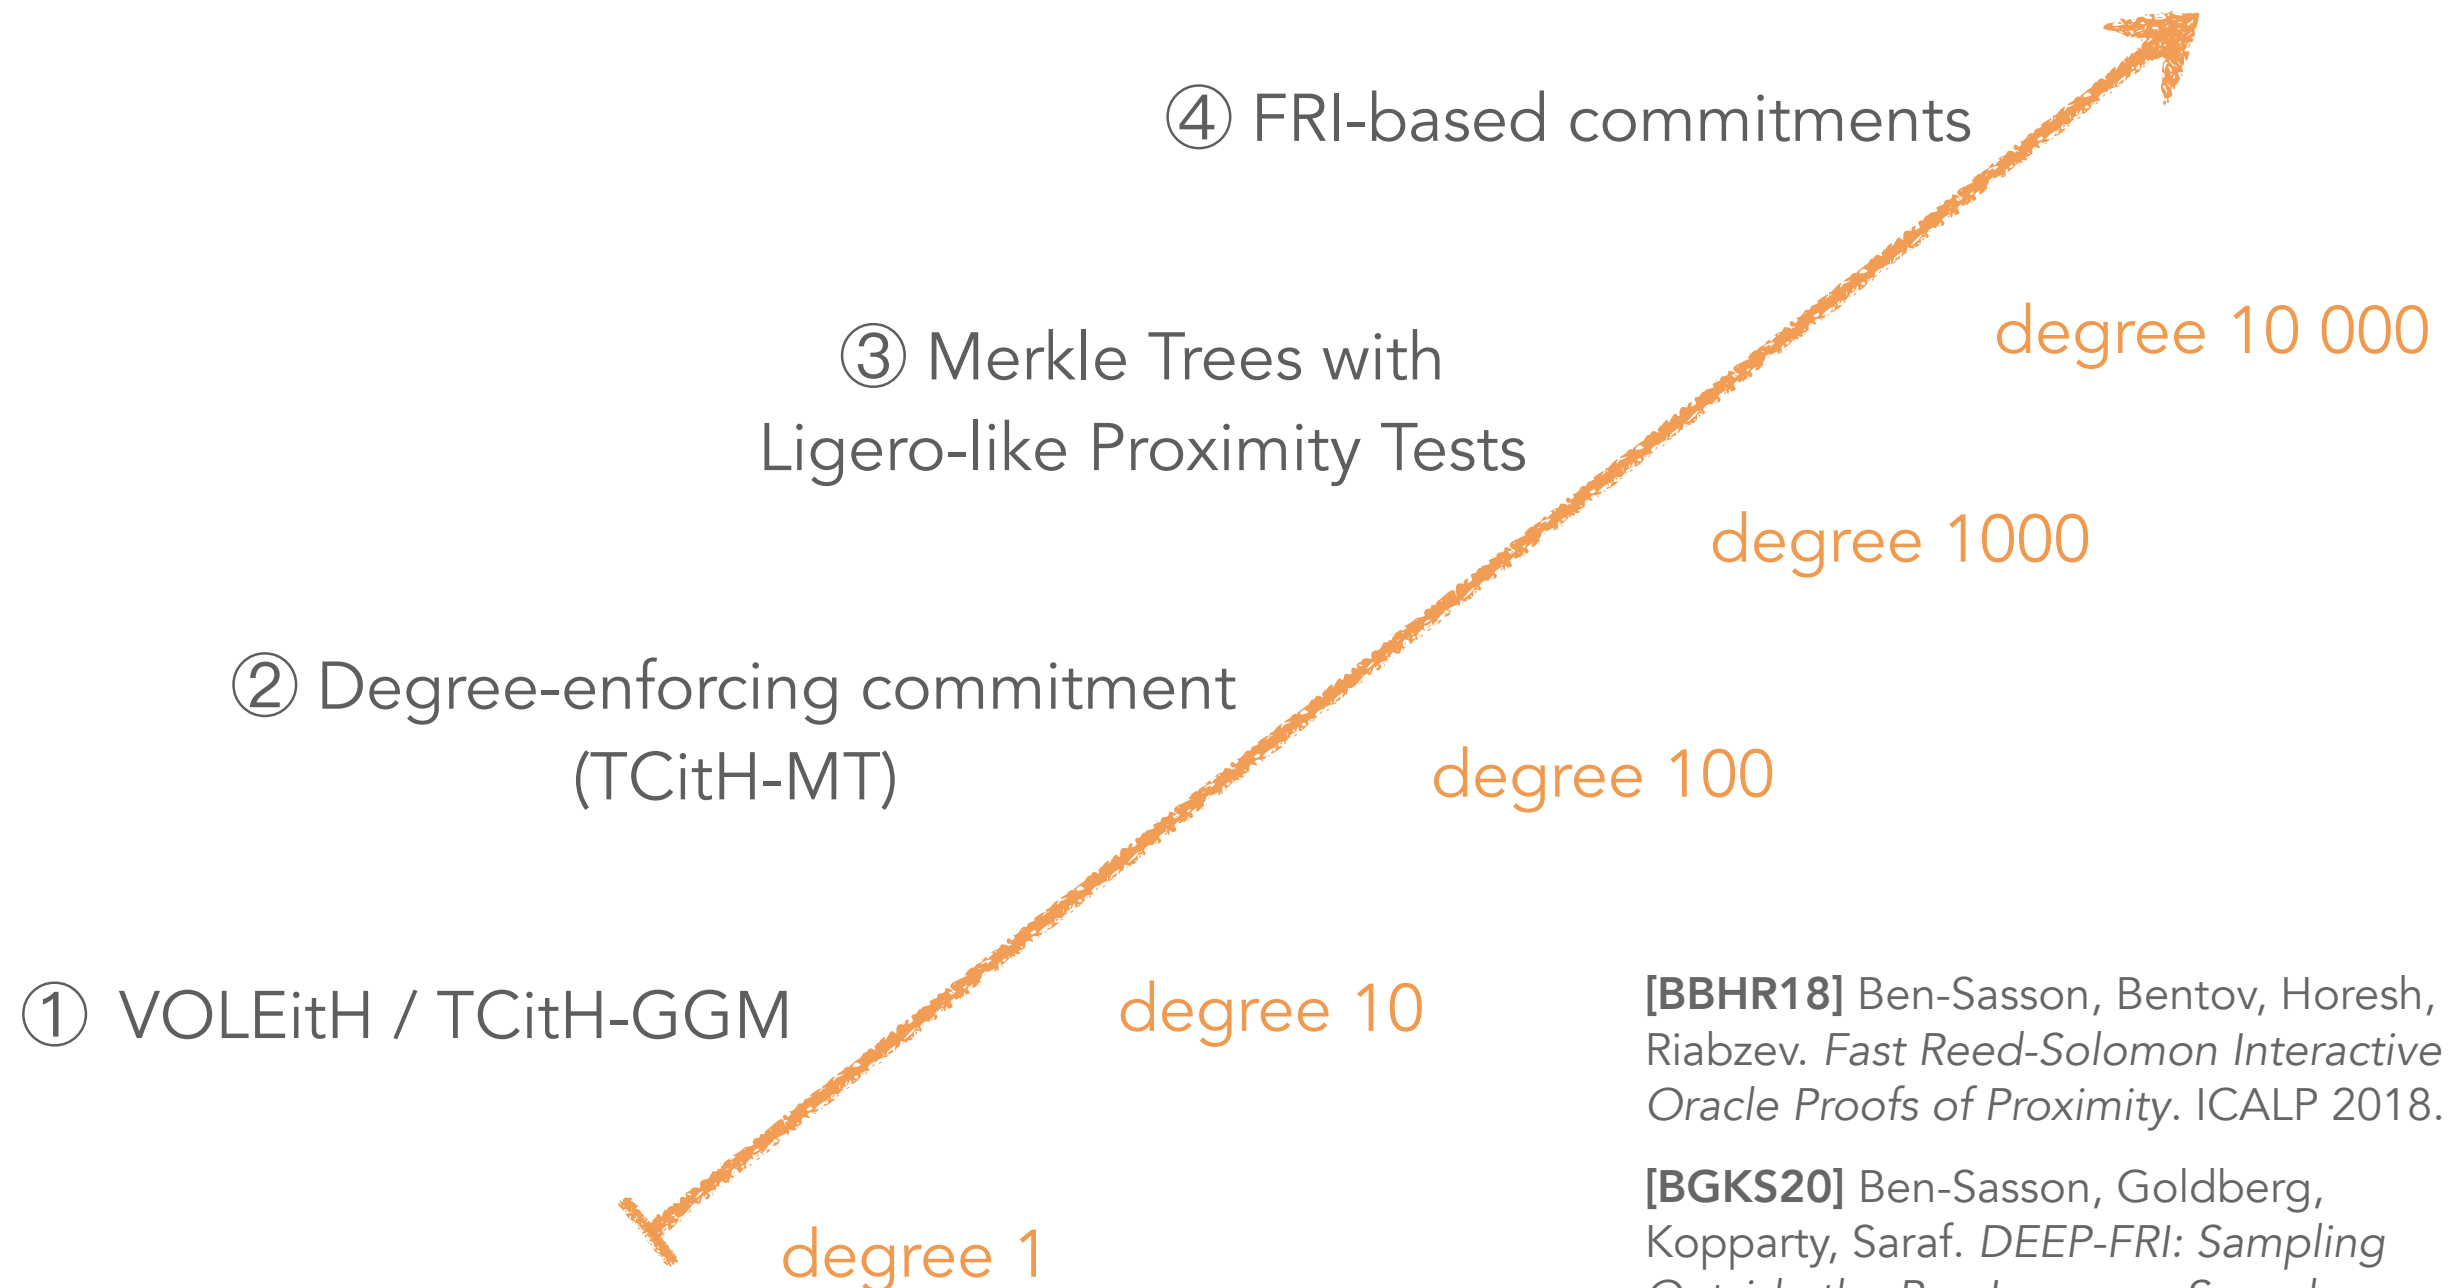 ④ FRI-based commitments
degree 10 000
③ Merkle Trees with
Ligero-like Proximity Tests
degree 1000
② Degree-enforcing commitment
(TCitH-MT)
degree 100
① VOLEitH / TCitH-GGM
degree 10
degree 1
[BBHR18] Ben-Sasson, Bentov, Horesh,
Riabzev. Fast Reed-Solomon Interactive
Oracle Proofs of Proximity. ICALP 2018.
[BGKS20] Ben-Sasson, Goldberg,
Kopparty, Saraf. DEEP-FRI: Sampling